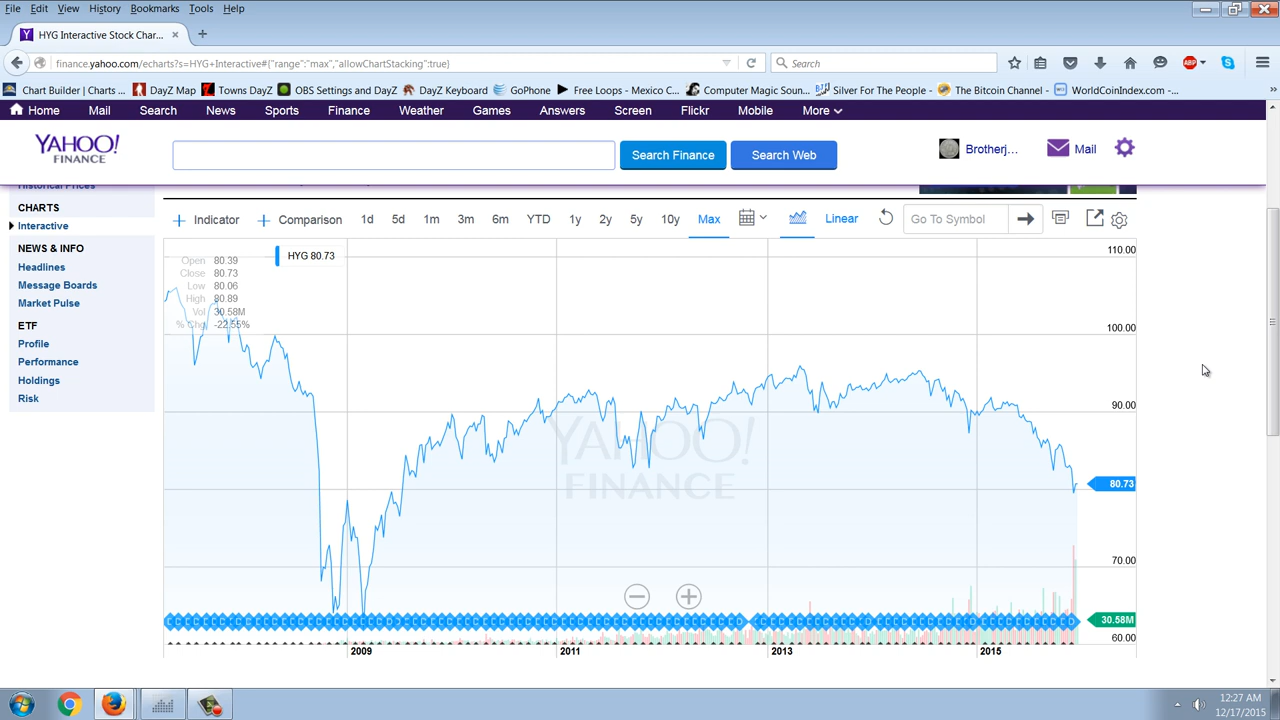 File Edit View History Bookmarks Tools Help
HYG Interactive Stock Char...
finance.yahoo.com/echarts?s=HYG+Interactive#{"range":"max","allowChartStacking":true}
Search
ABP
Chart Builder | Charts ...
DayZ Map
Towns DayZ
OBS Settings and DayZ
DayZ Keyboard
GoPhone
Free Loops - Mexico C...
Computer Magic Soun...
Silver For The People - ...
The Bitcoin Channel - ...
WorldCoinIndex.com -...
Home Mail Search News Sports Finance Weather Games Answers Screen Flickr Mobile More
YAHOO!
FINANCE
Search Finance
Search Web
Brotherj...
Mail
Historical Prices
CHARTS
Interactive
NEWS & INFO
Headlines
Message Boards
Market Pulse
ETF
Profile
Performance
Holdings
Risk
Indicator
Comparison
1d 5d 1m 3m 6m YTD 1y 2y 5y 10y Max
Linear
Go To Symbol
Open 80.39
Close 80.73
Low 80.06
High 80.89
Vol 30.58M
% Chg -22.55%
HYG 80.73
YAHOO!
FINANCE
110.00
100.00
90.00
80.73
70.00
30.58M
60.00
2009
2011
2013
2015
12:27 AM
12/17/2015